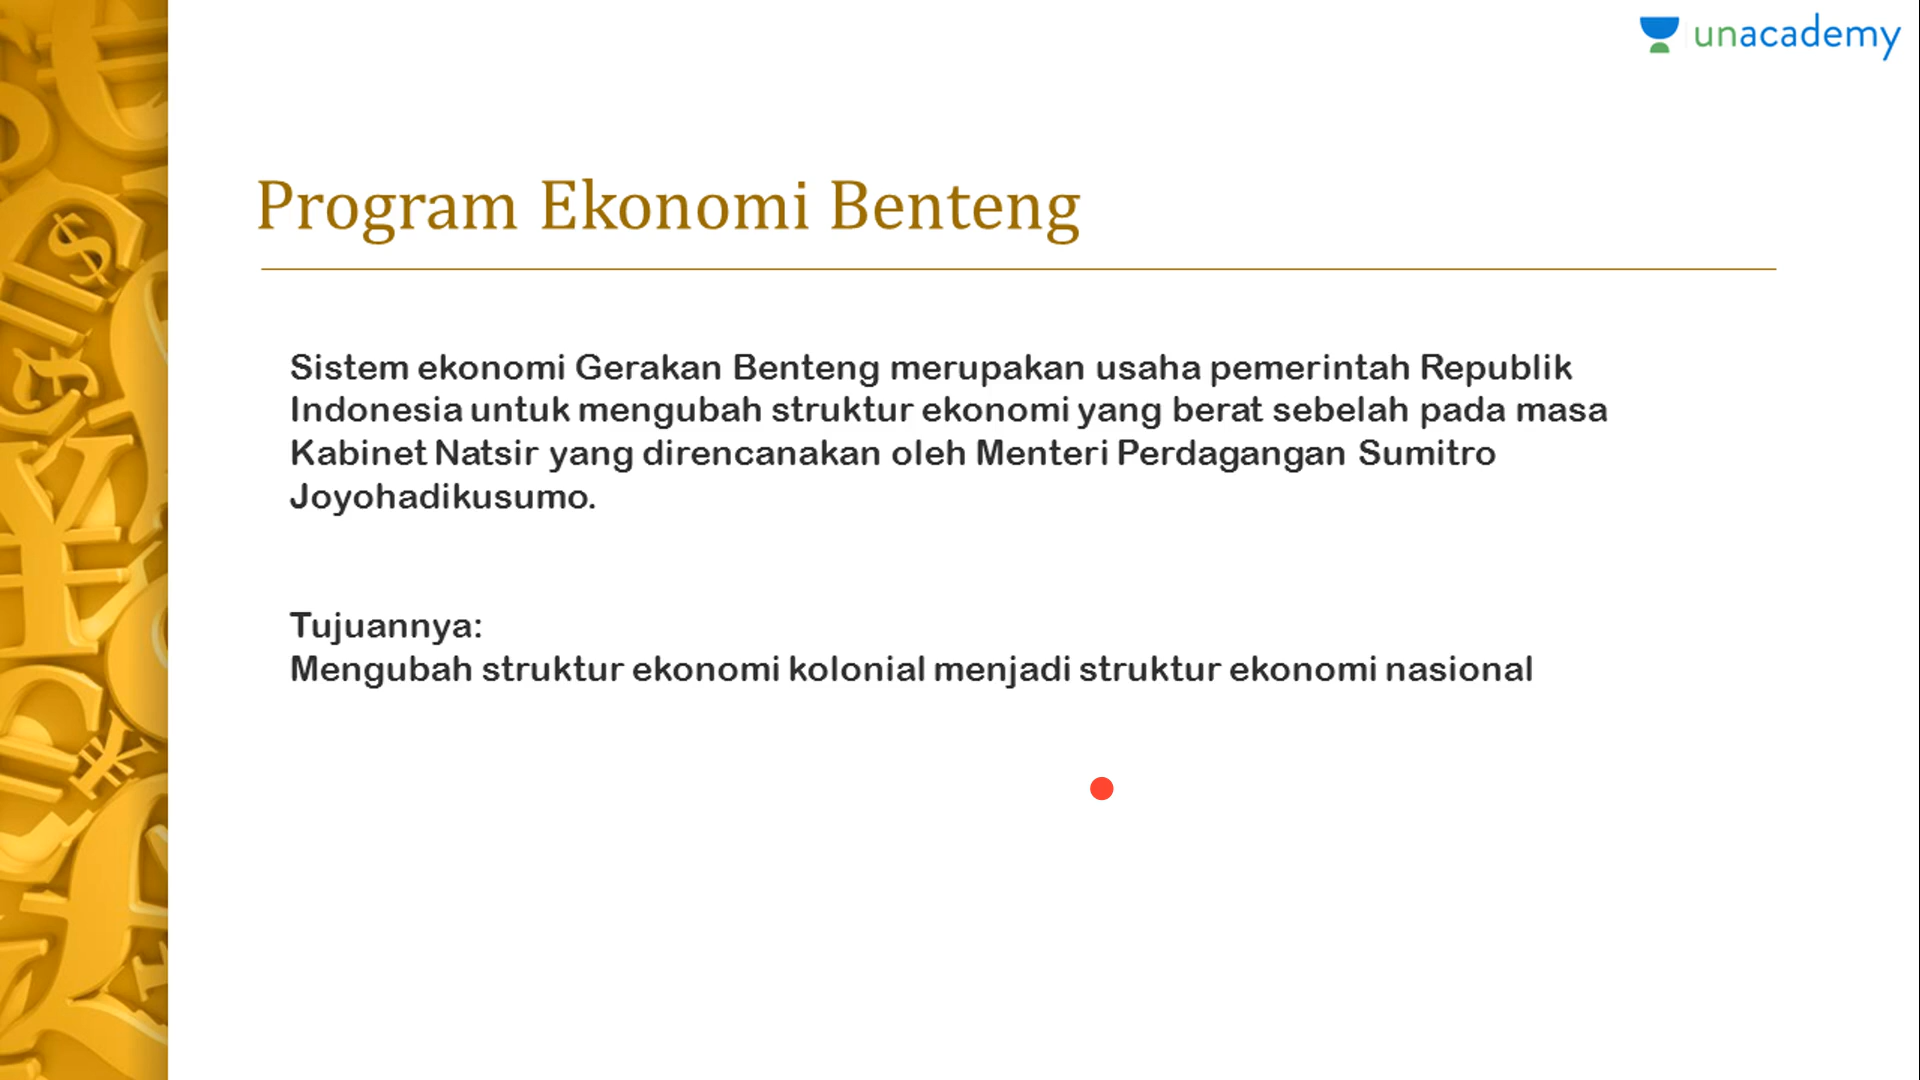 unacademy
Program Ekonomi Benteng
Sistem ekonomi Gerakan Benteng merupakan usaha pemerintah Republik
Indonesia untuk mengubah struktur ekonomi yang berat sebelah pada masa
Kabinet Natsir yang direncanakan oleh Menteri Perdagangan Sumitro
Joyohadikusumo.
Tujuannya:
Mengubah struktur ekonomi kolonial menjadi struktur ekonomi nasional